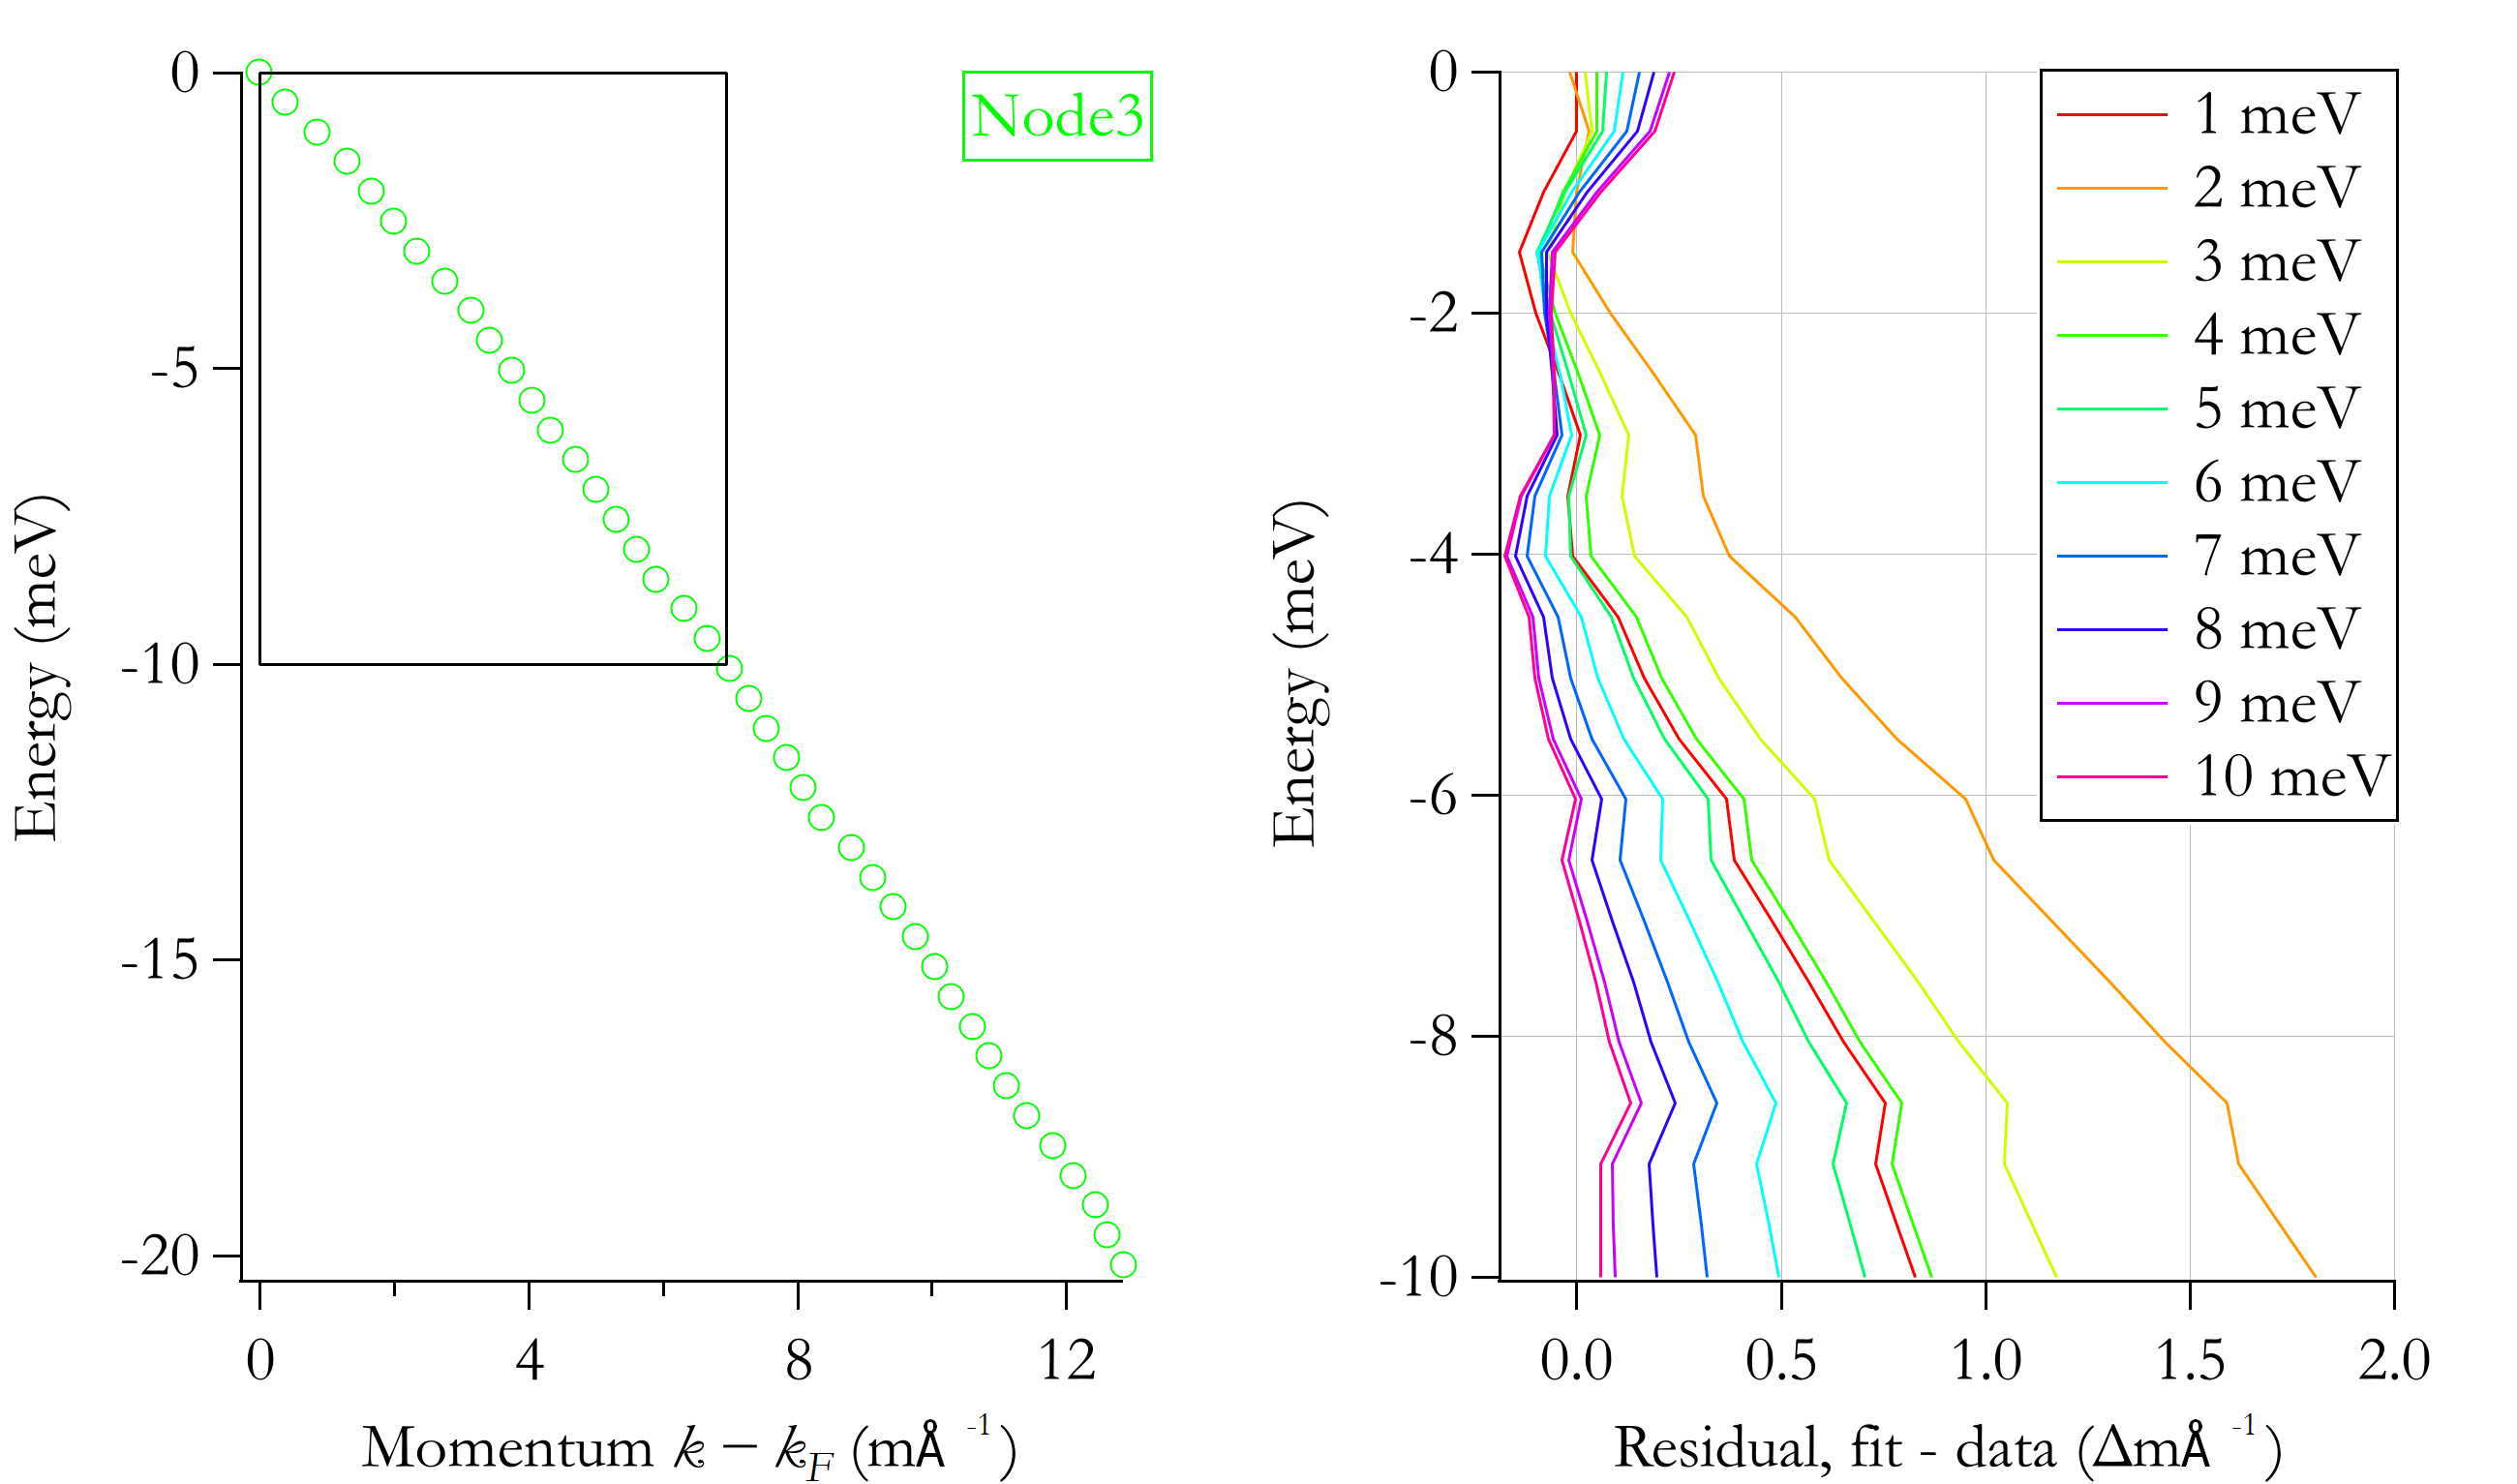 Node3
0
-5
-10
-15
-20
Energy (meV)
0 4 8 12
Momentum k − kF (mÅ -1)
0
-2
-4
-6
-8
-10
Energy (meV)
1 meV
2 meV
3 meV
4 meV
5 meV
6 meV
7 meV
8 meV
9 meV
10 meV
0.0 0.5 1.0 1.5 2.0
Residual, fit - data (ΔmÅ -1)